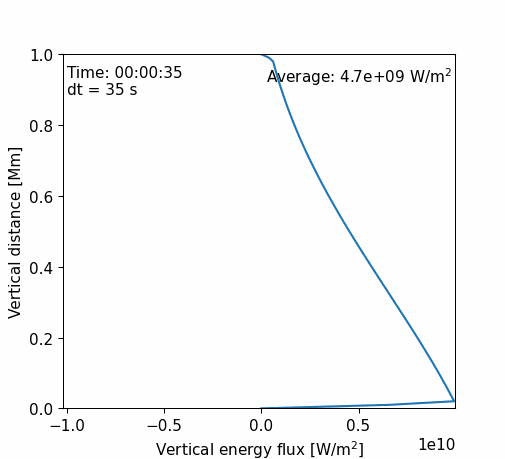 Time: 00:00:35
dt = 35 s
Average: 4.7e+09 W/m²
1.0
0.8
0.6
0.4
0.2
0.0
Vertical distance [Mm]
−1.0 −0.5 0.0 0.5
1e10
Vertical energy flux [W/m²]